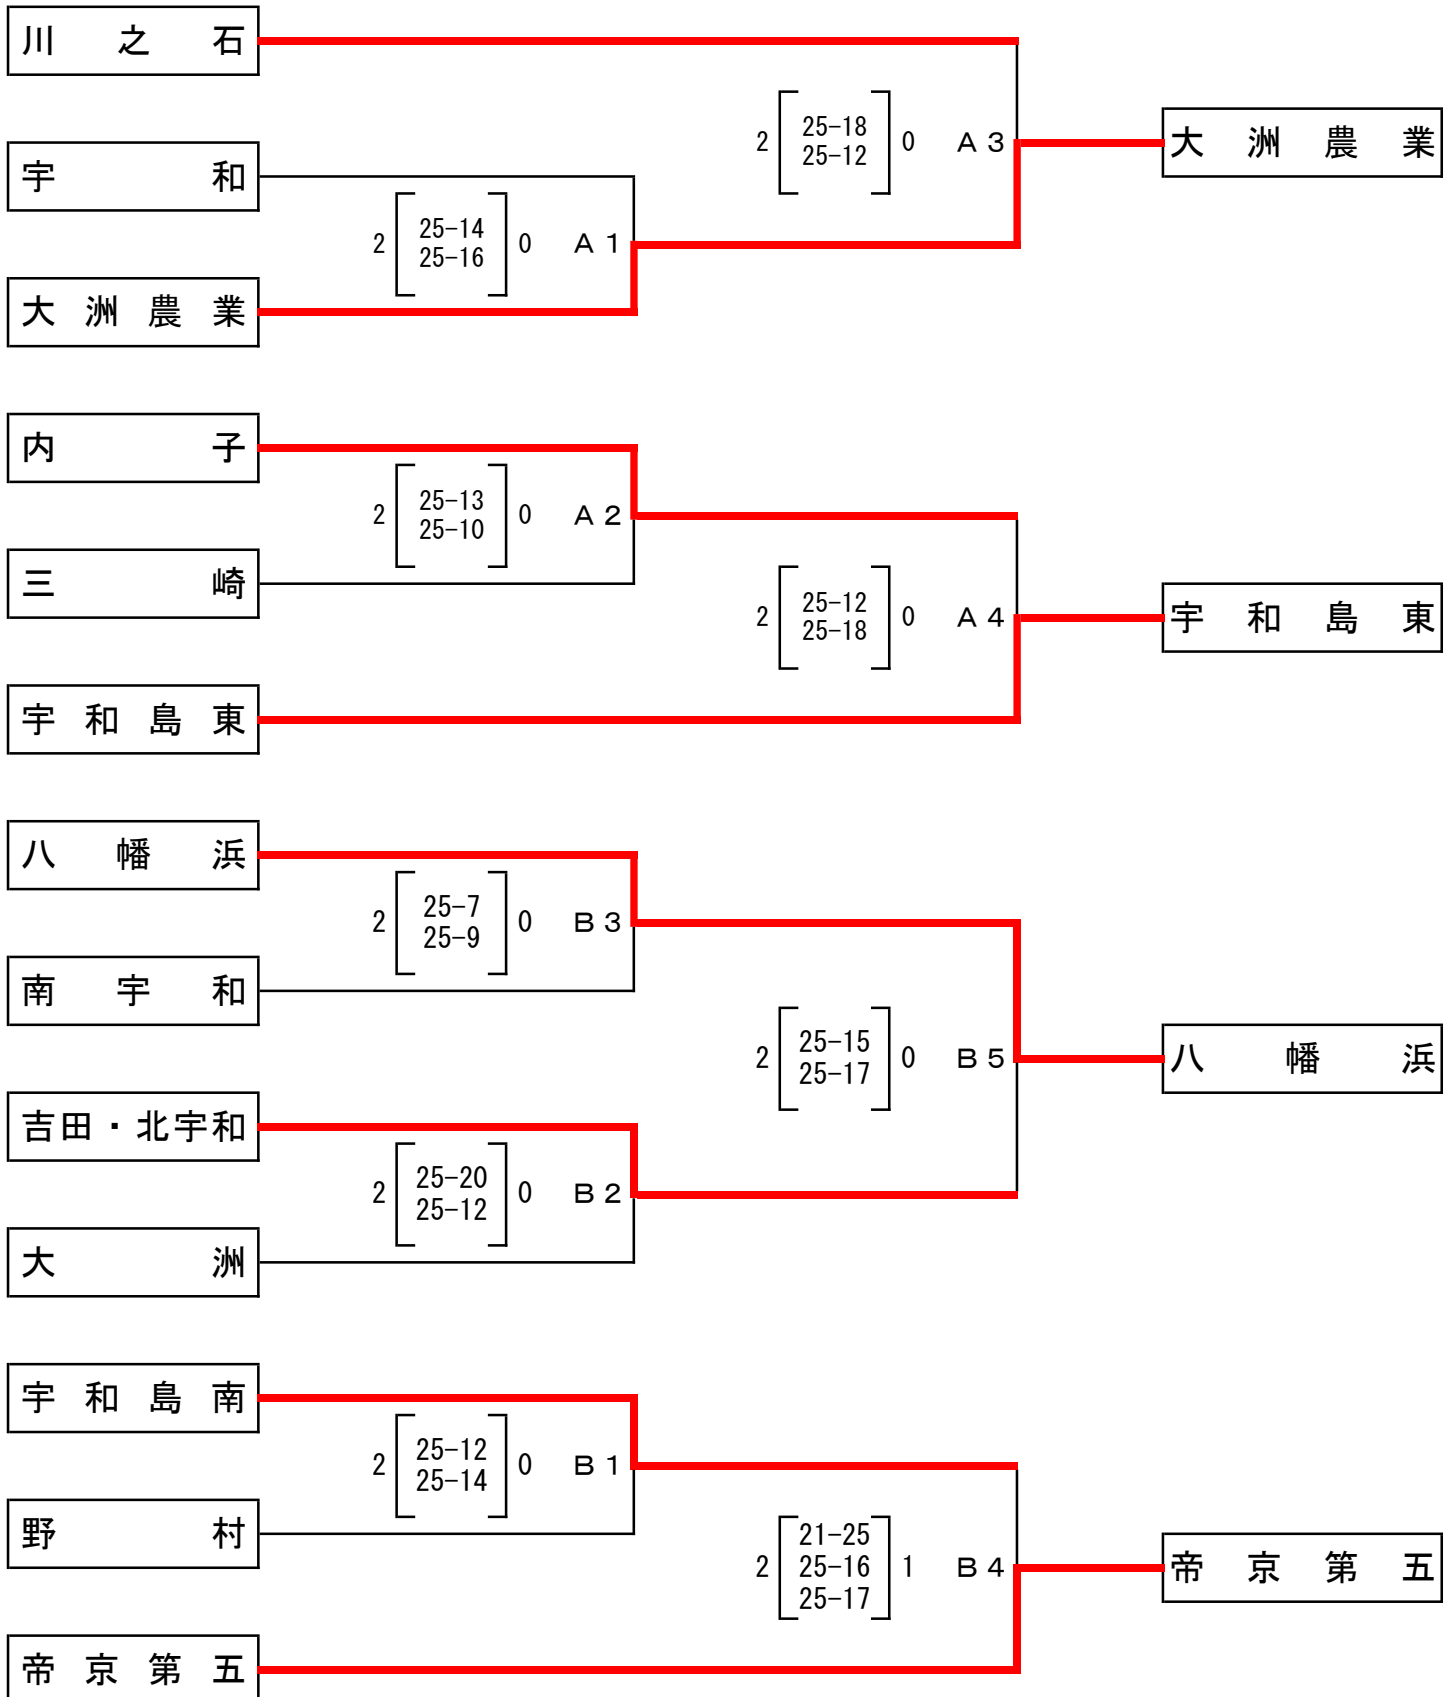 川之石
2 25-18 25-12 0 A3
大洲農業
宇和
2 25-14 25-16 0 A1
大洲農業
内子
2 25-13 25-10 0 A2
三崎
2 25-12 25-18 0 A4
宇和島東
宇和島東
八幡浜
2 25-7 25-9 0 B3
南宇和
2 25-15 25-17 0 B5
八幡浜
吉田・北宇和
2 25-20 25-12 0 B2
大洲
宇和島南
2 25-12 25-14 0 B1
野村
2 21-25 25-16 25-17 1 B4
帝京第五
帝京第五